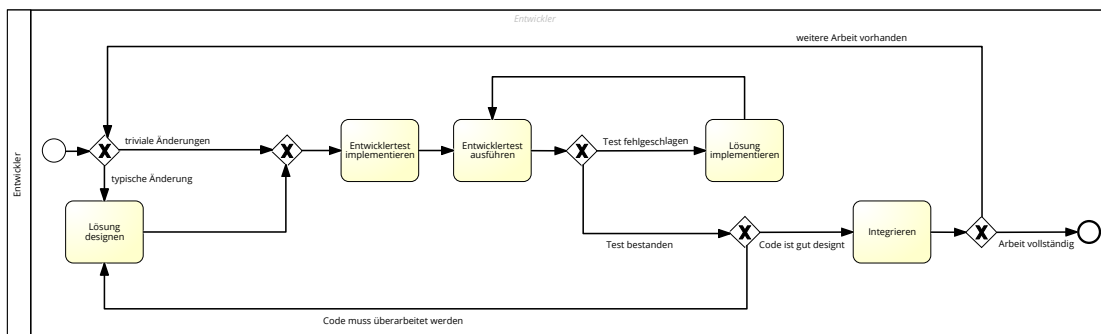 Entwickler
Entwickler
weitere Arbeit vorhanden
triviale Änderungen
typische Änderung
Entwicklertest
implementieren
Entwicklertest
ausführen
Test fehlgeschlagen
Lösung
implementieren
Lösung
designen
Test bestanden
Code ist gut designt
Integrieren
Arbeit vollständig
Code muss überarbeitet werden